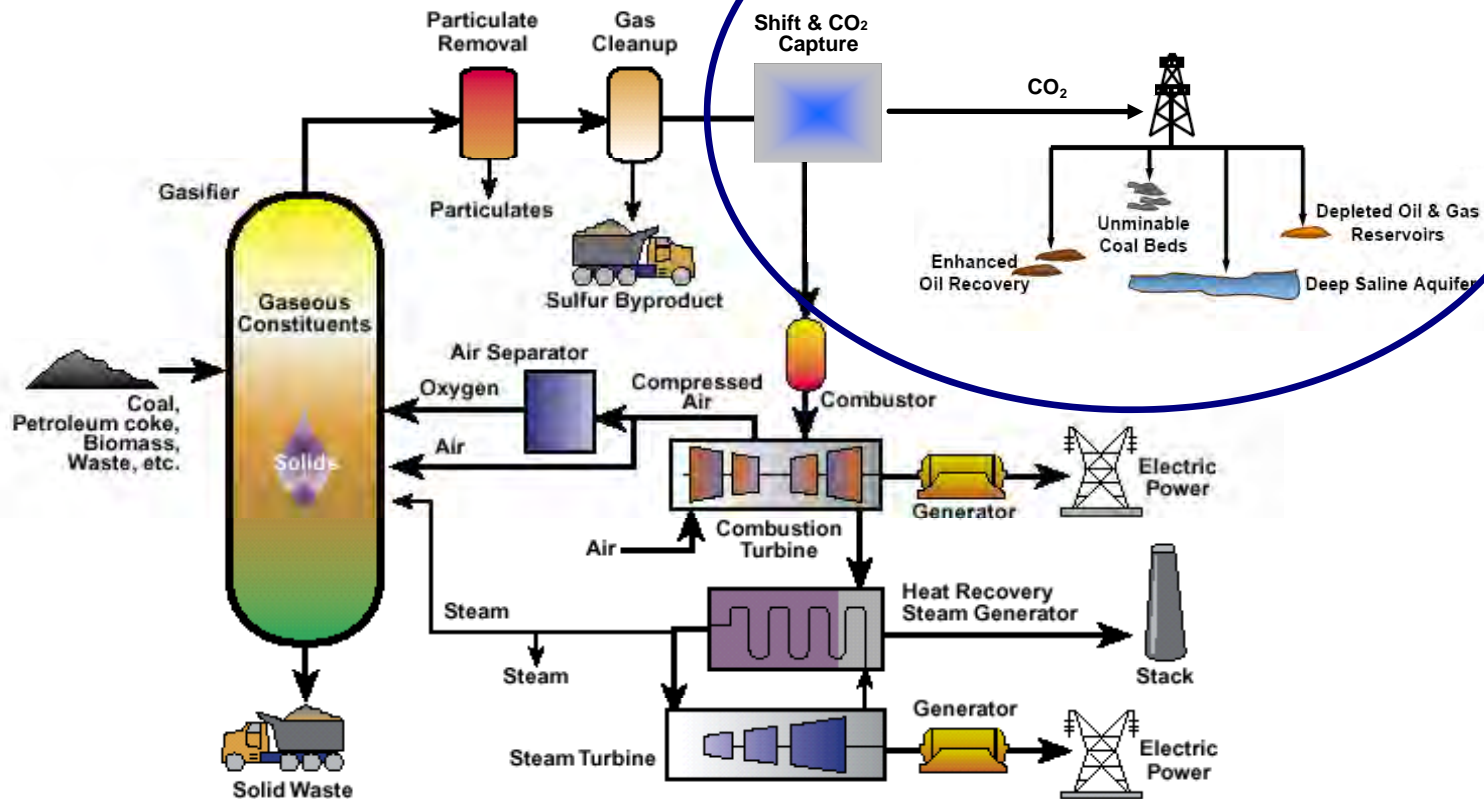 Particulate
Removal
Gas
Cleanup
Shift & CO₂
Capture
CO₂
Gasifier
Particulates
Sulfur Byproduct
Enhanced
Oil Recovery
Unminable
Coal Beds
Depleted Oil & Gas
Reservoirs
Deep Saline Aquifer
Gaseous
Constituents
Air Separator
Oxygen
Compressed
Air
Combustor
Coal,
Petroleum coke,
Biomass,
Waste, etc.
Solids
Air
Electric
Power
Generator
Air
Combustion
Turbine
Steam
Steam
Heat Recovery
Steam Generator
Stack
Solid Waste
Steam Turbine
Generator
Electric
Power